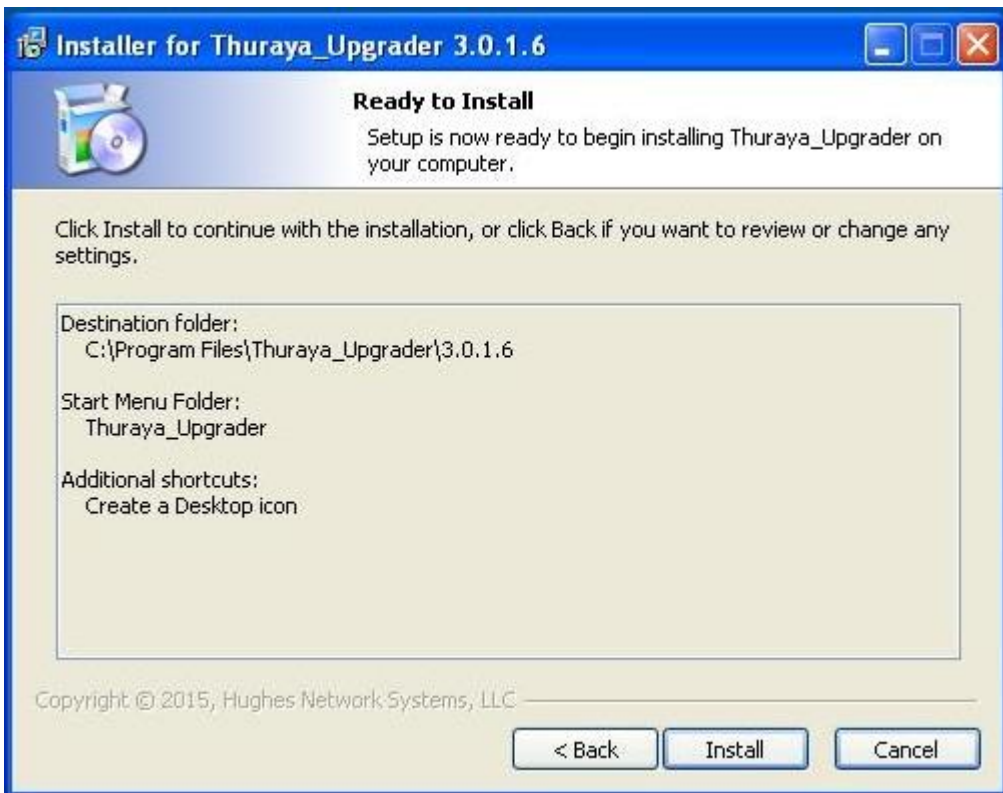 Installer for Thuraya_Upgrader 3.0.1.6
Ready to Install
Setup is now ready to begin installing Thuraya_Upgrader on
your computer.
Click Install to continue with the installation, or click Back if you want to review or change any
settings.
Destination folder:
C:\Program Files\Thuraya_Upgrader\3.0.1.6
Start Menu Folder:
Thuraya_Upgrader
Additional shortcuts:
Create a Desktop icon
Copyright © 2015, Hughes Network Systems, LLC
< Back Install Cancel